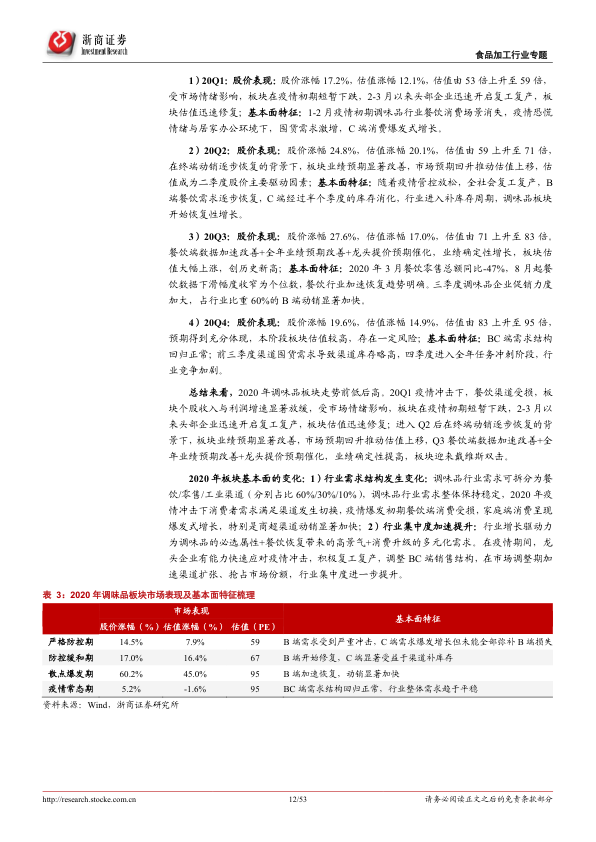 浙商证券
Investment Research
食品加工行业专题
1）20Q1：股价表现：股价涨幅 17.2%，估值涨幅 12.1%，估值由 53 倍上升至 59 倍，
受市场情绪影响，板块在疫情初期短暂下跌，2-3 月以来头部企业迅速开启复工复产，板
块估值迅速修复；基本面特征：1-2 月疫情初期调味品行业餐饮消费场景消失，疫情恐慌
情绪与居家办公环境下，囤货需求激增，C 端消费爆发式增长。
2）20Q2：股价表现：股价涨幅 24.8%，估值涨幅 20.1%，估值由 59 上升至 71 倍，
在终端动销逐步恢复的背景下，板块业绩预期显著改善，市场预期回升推动估值上移，估
值成为二季度股价主要驱动因素；基本面特征：随着疫情管控放松，全社会复工复产，B
端餐饮需求逐步恢复，C 端经过半个季度的库存消化，行业进入补库存周期，调味品板块
开始恢复性增长。
3）20Q3：股价表现：股价涨幅 27.6%，估值涨幅 17.0%，估值由 71 上升至 83 倍。
餐饮端数据加速改善+全年业绩预期改善+龙头提价预期催化，业绩确定性增长，板块估
值大幅上涨，创历史新高；基本面特征：2020 年 3 月餐饮零售总额同比-47%，8 月起餐
饮数据下滑幅度收窄为个位数，餐饮行业加速恢复趋势明确。三季度调味品企业促销力度
加大，占行业比重 60%的 B 端动销显著加快。
4）20Q4：股价表现：股价涨幅 19.6%，估值涨幅 14.9%，估值由 83 上升至 95 倍，
预期得到充分体现，本阶段板块估值较高，存在一定风险；基本面特征：BC 端需求结构
回归正常；前三季度渠道囤货需求导致渠道库存略高，四季度进入全年任务冲刺阶段，行
业竞争加剧。
总结来看，2020 年调味品板块走势前低后高。20Q1 疫情冲击下，餐饮渠道受损，板
块个股收入与利润增速显著放缓，受市场情绪影响，板块在疫情初期短暂下跌，2-3 月以
来头部企业迅速开启复工复产，板块估值迅速修复；进入 Q2 后在终端动销逐步恢复的背
景下，板块业绩预期显著改善，市场预期回升推动估值上移，Q3 餐饮端数据加速改善+全
年业绩预期改善+龙头提价预期催化，业绩确定性提高，板块迎来戴维斯双击。
2020 年板块基本面的变化：1）行业需求结构发生变化：调味品行业需求可拆分为餐
饮/零售/工业渠道（分别占比 60%/30%/10%），调味品行业需求整体保持稳定，2020 年疫
情冲击下消费者需求满足渠道发生切换，疫情爆发初期餐饮端消费受损，家庭端消费呈现
爆发式增长，特别是商超渠道动销显著加快；2）行业集中度加速提升：行业增长驱动力
为调味品的必选属性+餐饮恢复带来的高景气+消费升级的多元化需求。在疫情期间，龙
头企业有能力快速应对疫情冲击，积极复工复产，调整 BC 端销售结构，在市场调整期加
速渠道扩张、抢占市场份额，行业集中度进一步提升。
表 3：2020 年调味品板块市场表现及基本面特征梳理
市场表现 基本面特征
股价涨幅（%） 估值涨幅（%） 估值（PE）
严格防控期 14.5% 7.9% 59 B 端需求受到严重冲击，C 端需求爆发增长但未能全部弥补 B 端损失
防控缓和期 17.0% 16.4% 67 B 端开始修复，C 端显著受益于渠道补库存
散点爆发期 60.2% 45.0% 95 B 端加速恢复，动销显著加快
疫情常态期 5.2% -1.6% 95 BC 端需求结构回归正常，行业整体需求趋于平稳
资料来源：Wind，浙商证券研究所
http://research.stocke.com.cn 12/53 请务必阅读正文之后的免责条款部分